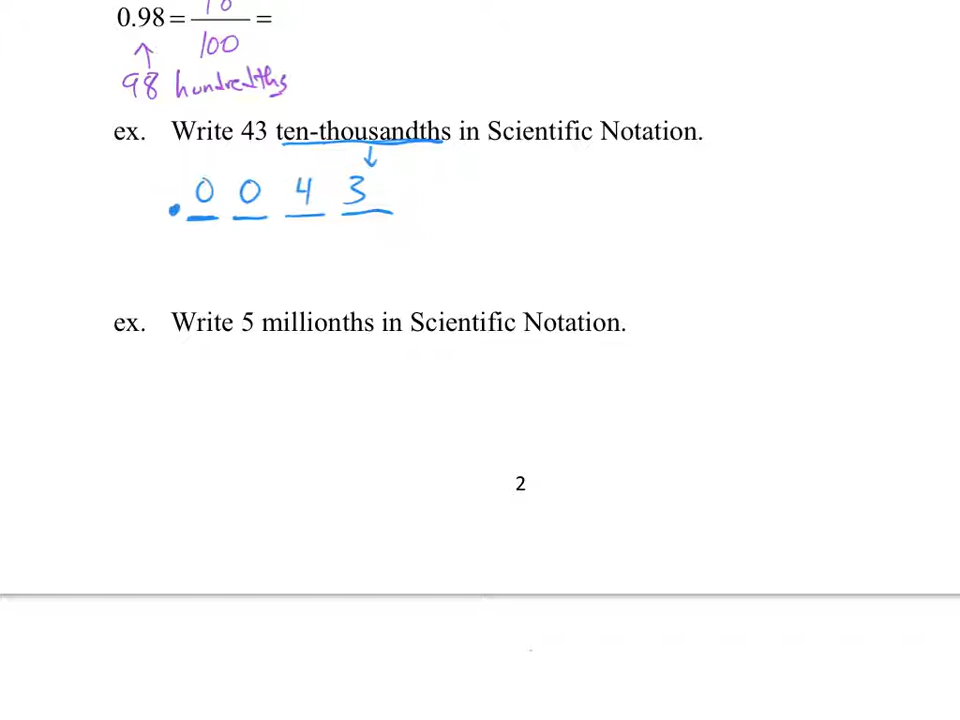 0.98 = ――― =
100
98 hundredths
ex. Write 43 ten-thousandths in Scientific Notation.
. 0 0 4 3
ex. Write 5 millionths in Scientific Notation.
2